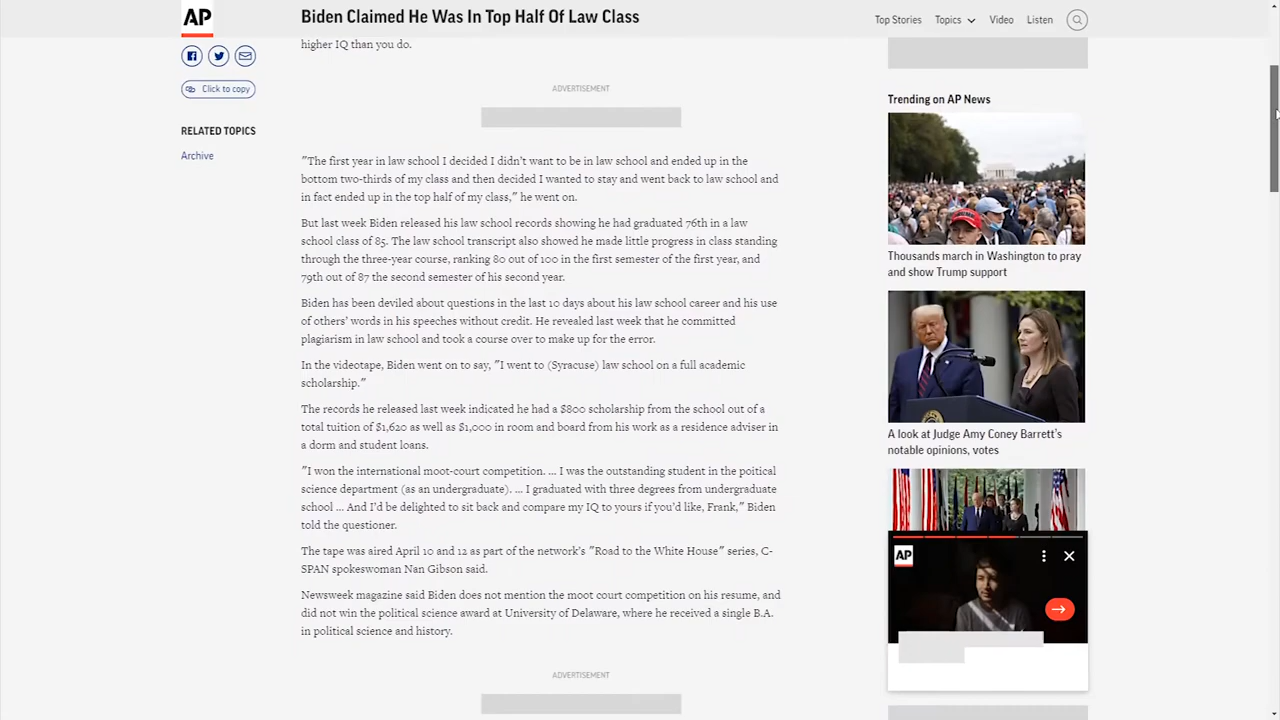 AP
Biden Claimed He Was In Top Half Of Law Class
Top Stories
Topics
Video
Listen
higher IQ than you do.
Click to copy
RELATED TOPICS
Archive
ADVERTISEMENT
"The first year in law school I decided I didn't want to be in law school and ended up in the
bottom two-thirds of my class and then decided I wanted to stay and went back to law school and
in fact ended up in the top half of my class," he went on.
But last week Biden released his law school records showing he had graduated 76th in a law
school class of 85. The law school transcript also showed he made little progress in class standing
through the three-year course, ranking 80 out of 100 in the first semester of the first year, and
79th out of 87 the second semester of his second year.
Biden has been deviled about questions in the last 10 days about his law school career and his use
of others' words in his speeches without credit. He revealed last week that he committed
plagiarism in law school and took a course over to make up for the error.
In the videotape, Biden went on to say, "I went to (Syracuse) law school on a full academic
scholarship."
The records he released last week indicated he had a $800 scholarship from the school out of a
total tuition of $1,620 as well as $1,000 in room and board from his work as a residence adviser in
a dorm and student loans.
"I won the international moot-court competition. ... I was the outstanding student in the poitical
science department (as an undergraduate). ... I graduated with three degrees from undergraduate
school ... And I'd be delighted to sit back and compare my IQ to yours if you'd like, Frank," Biden
told the questioner.
The tape was aired April 10 and 12 as part of the network's "Road to the White House" series, C-
SPAN spokeswoman Nan Gibson said.
Newsweek magazine said Biden does not mention the moot court competition on his resume, and
did not win the political science award at University of Delaware, where he received a single B.A.
in political science and history.
ADVERTISEMENT
Trending on AP News
Thousands march in Washington to pray
and show Trump support
A look at Judge Amy Coney Barrett's
notable opinions, votes
AP